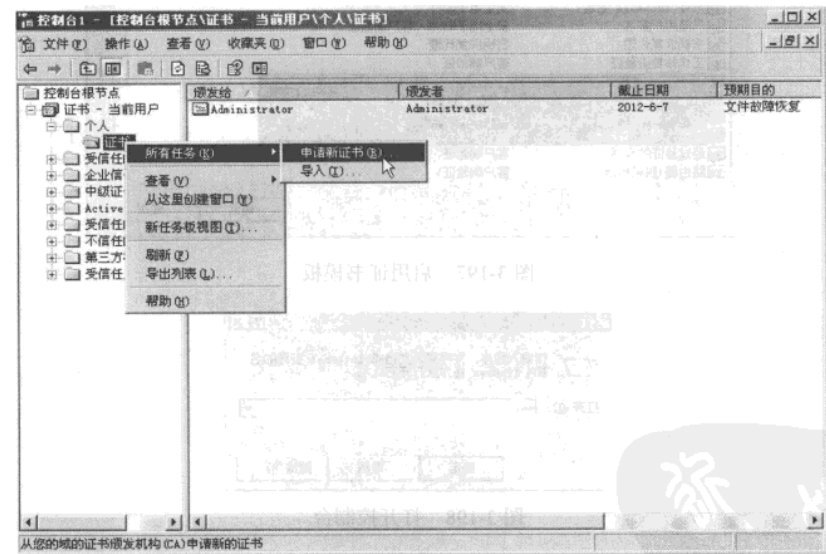 控制台1 - [控制台根节点\证书 - 当前用户\个人\证书]
文件(F) 操作(A) 查看(V) 收藏夹(O) 窗口(W) 帮助(H)
控制台根节点
证书 - 当前用户
个人
证书
受信任
企业信
中级证
Active
受信任
不信任
第三方
受信任
颁发给 颁发者 截止日期 预期目的
Administrator Administrator 2012-6-7 文件故障恢复
所有任务(K)
查看(V)
从这里创建窗口(W)
新任务板视图(T)...
刷新(F)
导出列表(L)...
帮助(H)
申请新证书(R)...
导入(I)...
从您的域的证书颁发机构(CA)申请新的证书